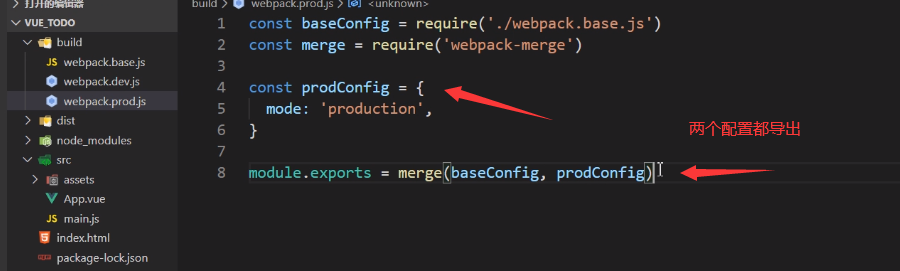 打开的编辑器
build > webpack.prod.js > <unknown>
VUE_TODO
build
JS webpack.base.js
webpack.dev.js
webpack.prod.js
dist
node_modules
src
assets
App.vue
JS main.js
index.html
package-lock.json
1 const baseConfig = require('./webpack.base.js')
2 const merge = require('webpack-merge')
3
4 const prodConfig = {
5 mode: 'production',
6 }
7
8 module.exports = merge(baseConfig, prodConfig)
两个配置都导出